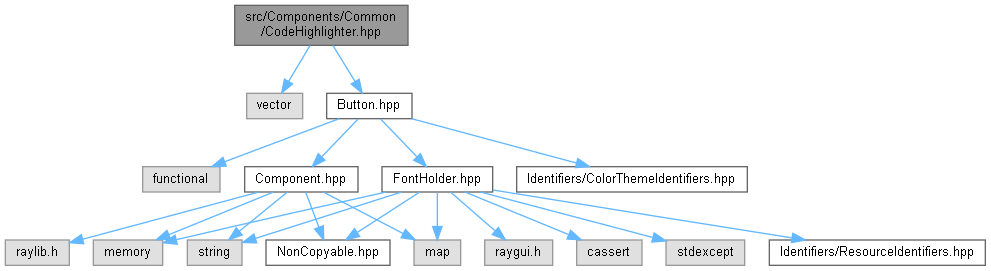 src/Components/Common
/CodeHighlighter.hpp
vector
Button.hpp
functional
Component.hpp
FontHolder.hpp
Identifiers/ColorThemeIdentifiers.hpp
raylib.h
memory
string
NonCopyable.hpp
map
raygui.h
cassert
stdexcept
Identifiers/ResourceIdentifiers.hpp